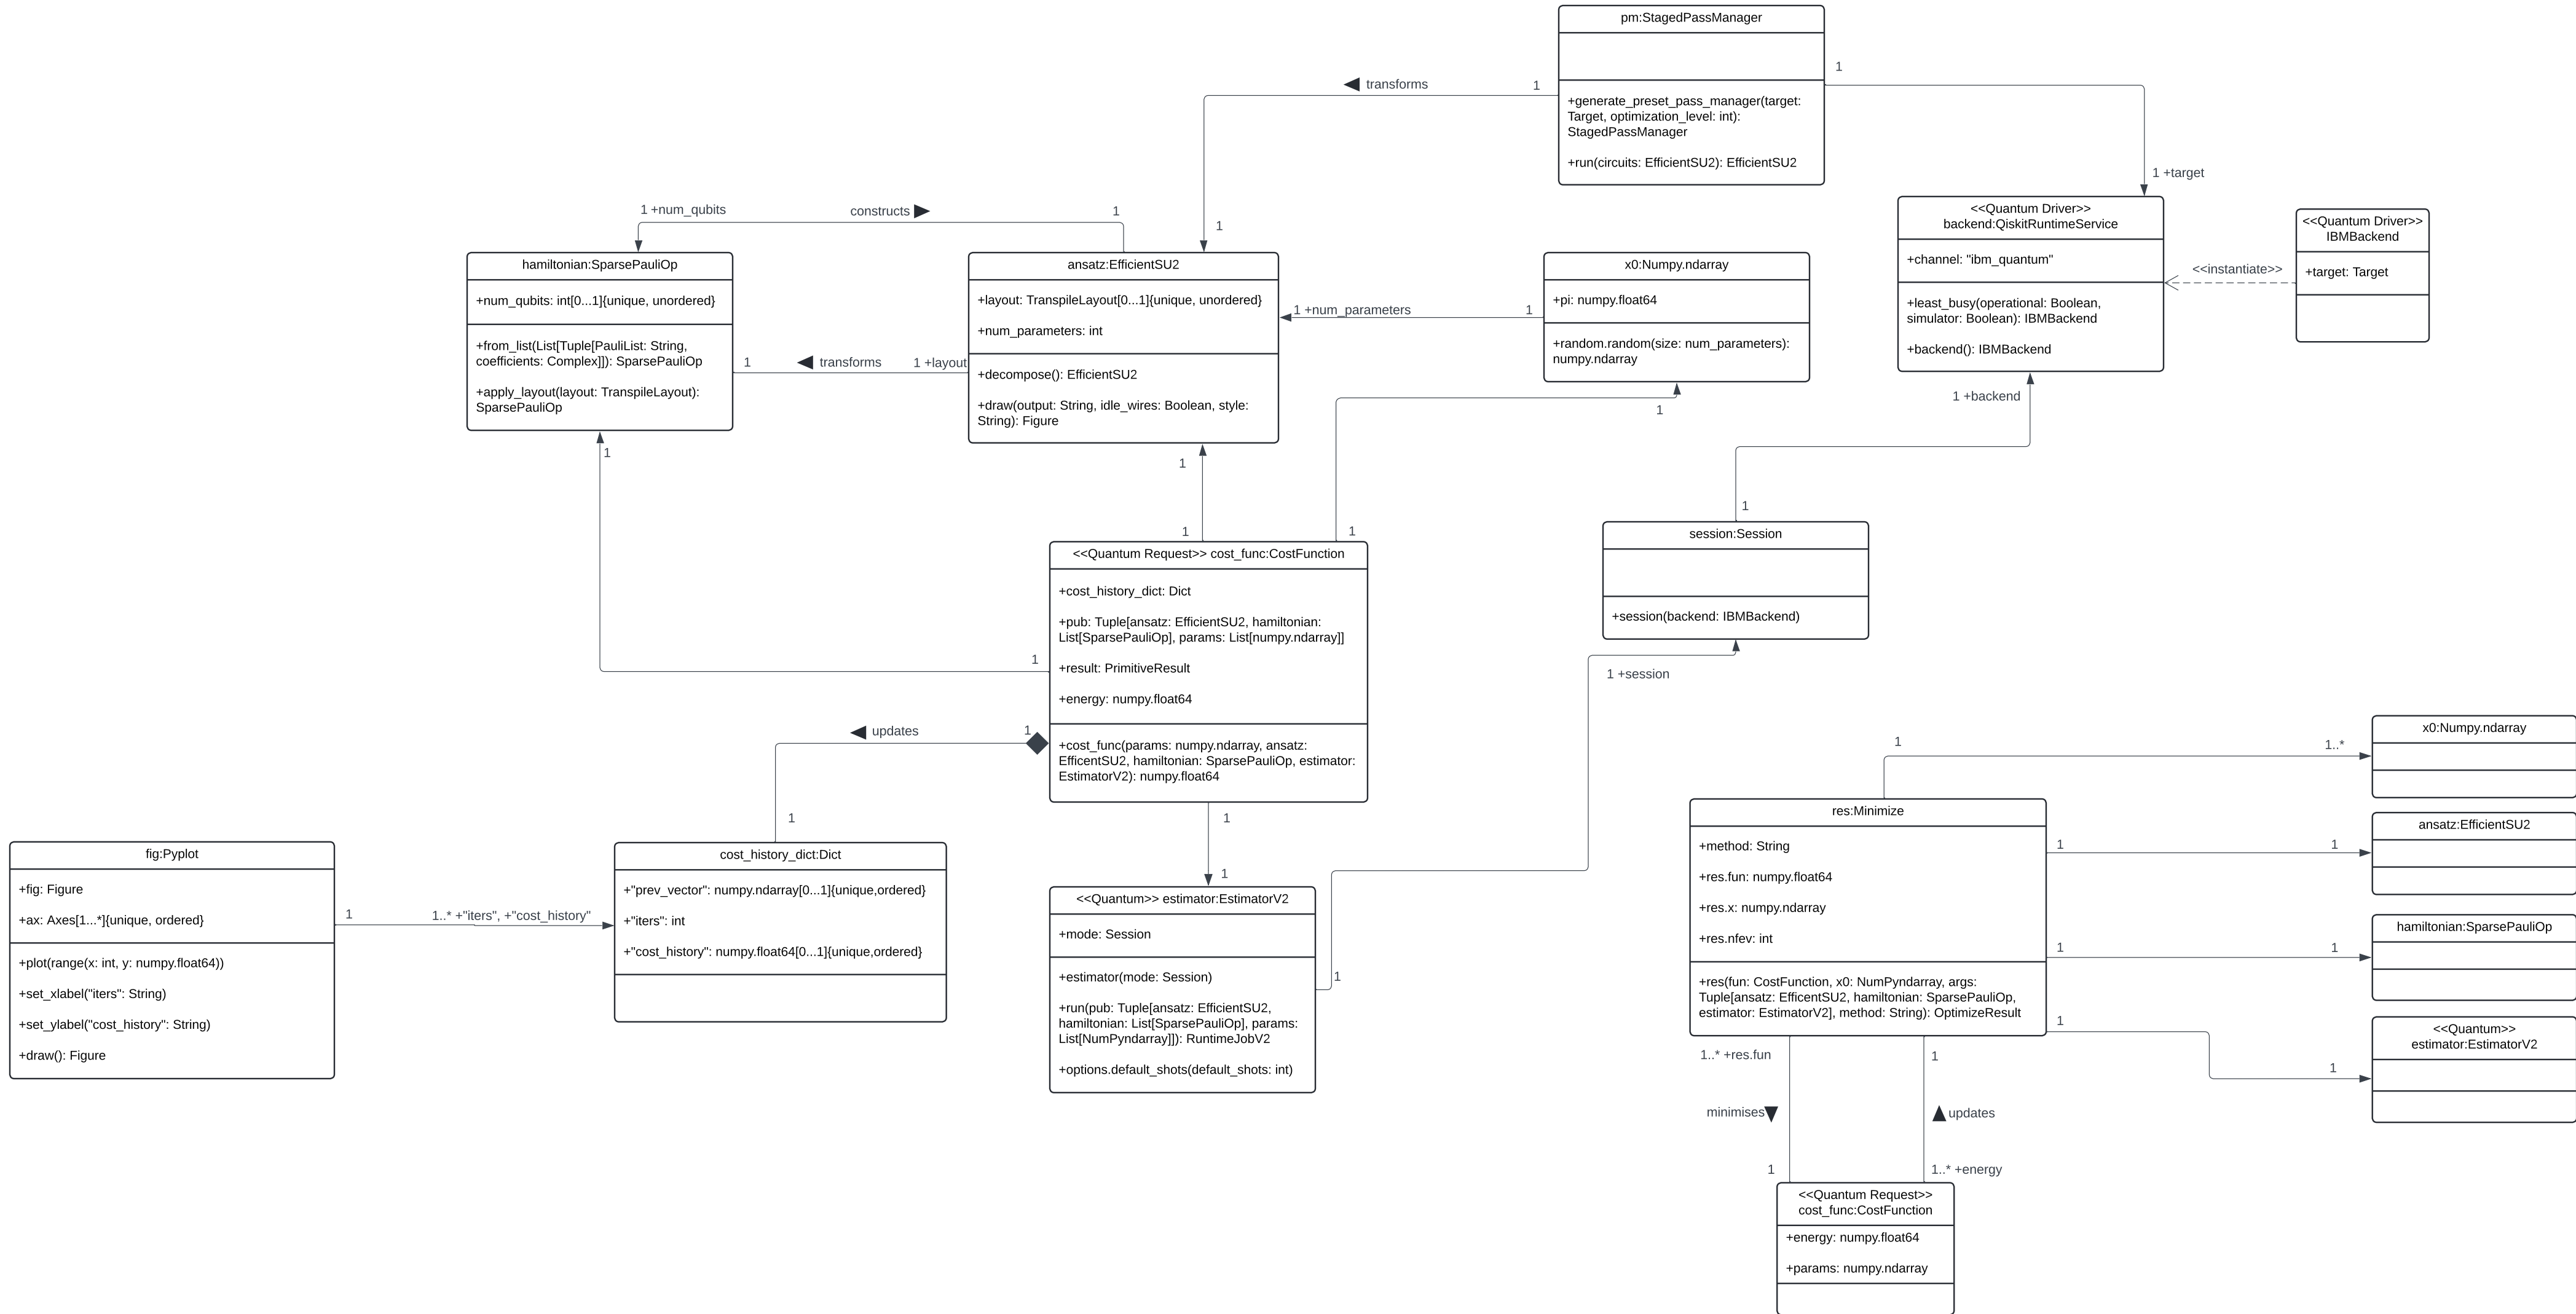 pm:StagedPassManager
+generate_preset_pass_manager(target:
Target, optimization_level: int):
StagedPassManager
+run(circuits: EfficientSU2): EfficientSU2
transforms
1
1
1
1 +target
<<Quantum Driver>>
backend:QiskitRuntimeService
+channel: "ibm_quantum"
+least_busy(operational: Boolean,
simulator: Boolean): IBMBackend
+backend(): IBMBackend
<<instantiate>>
<<Quantum Driver>>
IBMBackend
+target: Target
1 +num_qubits
constructs
1
hamiltonian:SparsePauliOp
+num_qubits: int[0...1]{unique, unordered}
+from_list(List[Tuple[PauliList: String,
coefficients: Complex]]): SparsePauliOp
+apply_layout(layout: TranspileLayout):
SparsePauliOp
1
transforms
1 +layout
ansatz:EfficientSU2
+layout: TranspileLayout[0...1]{unique, unordered}
+num_parameters: int
+decompose(): EfficientSU2
+draw(output: String, idle_wires: Boolean, style:
String): Figure
1 +num_parameters
1
x0:Numpy.ndarray
+pi: numpy.float64
+random.random(size: num_parameters):
numpy.ndarray
1
1
1
1
1
1
1 +backend
1
session:Session
+session(backend: IBMBackend)
1 +session
<<Quantum Request>> cost_func:CostFunction
+cost_history_dict: Dict
+pub: Tuple[ansatz: EfficientSU2, hamiltonian:
List[SparsePauliOp], params: List[numpy.ndarray]]
+result: PrimitiveResult
+energy: numpy.float64
+cost_func(params: numpy.ndarray, ansatz:
EfficentSU2, hamiltonian: SparsePauliOp, estimator:
EstimatorV2): numpy.float64
updates
1
1
1
1
fig:Pyplot
+fig: Figure
+ax: Axes[1...*]{unique, ordered}
+plot(range(x: int, y: numpy.float64))
+set_xlabel("iters": String)
+set_ylabel("cost_history": String)
+draw(): Figure
1
1..* +"iters", +"cost_history"
cost_history_dict:Dict
+"prev_vector": numpy.ndarray[0...1]{unique,ordered}
+"iters": int
+"cost_history": numpy.float64[0...1]{unique,ordered}
<<Quantum>> estimator:EstimatorV2
+mode: Session
+estimator(mode: Session)
+run(pub: Tuple[ansatz: EfficientSU2,
hamiltonian: List[SparsePauliOp], params:
List[NumPyndarray]]): RuntimeJobV2
+options.default_shots(default_shots: int)
1
res:Minimize
+method: String
+res.fun: numpy.float64
+res.x: numpy.ndarray
+res.nfev: int
+res(fun: CostFunction, x0: NumPyndarray, args:
Tuple[ansatz: EfficentSU2, hamiltonian: SparsePauliOp,
estimator: EstimatorV2], method: String): OptimizeResult
1
1..*
x0:Numpy.ndarray
1
1
ansatz:EfficientSU2
1
1
hamiltonian:SparsePauliOp
1
1
<<Quantum>>
estimator:EstimatorV2
1..* +res.fun
1
minimises
updates
1
1..* +energy
<<Quantum Request>>
cost_func:CostFunction
+energy: numpy.float64
+params: numpy.ndarray